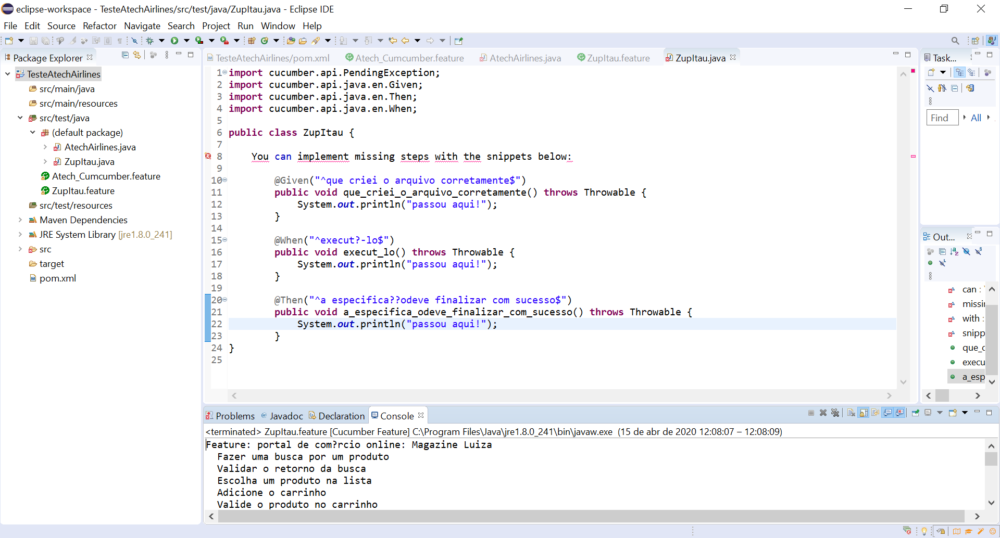 eclipse-workspace - TesteAtechAirlines/src/test/java/ZupItau.java - Eclipse IDE
File Edit Source Refactor Navigate Search Project Run Window Help
Package Explorer
TesteAtechAirlines
src/main/java
src/main/resources
src/test/java
(default package)
AtechAirlines.java
ZupItau.java
Atech_Cumcumber.feature
ZupItau.feature
src/test/resources
Maven Dependencies
JRE System Library [jre1.8.0_241]
src
target
pom.xml
TesteAtechAirlines/pom.xml Atech_Cumcumber.feature AtechAirlines.java ZupItau.feature ZupItau.java
1 import cucumber.api.PendingException;
2 import cucumber.api.java.en.Given;
3 import cucumber.api.java.en.Then;
4 import cucumber.api.java.en.When;
5
6 public class ZupItau {
7
8 You can implement missing steps with the snippets below:
9
10 @Given("^que criei o arquivo corretamente$")
11 public void que_criei_o_arquivo_corretamente() throws Throwable {
12 System.out.println("passou aqui!");
13 }
14
15 @When("^execut?-lo$")
16 public void execut_lo() throws Throwable {
17 System.out.println("passou aqui!");
18 }
19
20 @Then("^a especifica??odeve finalizar com sucesso$")
21 public void a_especifica_odeve_finalizar_com_sucesso() throws Throwable {
22 System.out.println("passou aqui!");
23 }
24 }
25
Task...
Find All
Out...
can :
missi
with :
snipp
que_c
execu
a_esp
Problems Javadoc Declaration Console
<terminated> ZupItau.feature [Cucumber Feature] C:\Program Files\Java\jre1.8.0_241\bin\javaw.exe (15 de abr de 2020 12:08:07 – 12:08:09)
Feature: portal de com?rcio online: Magazine Luiza
Fazer uma busca por um produto
Validar o retorno da busca
Escolha um produto na lista
Adicione o carrinho
Valide o produto no carrinho